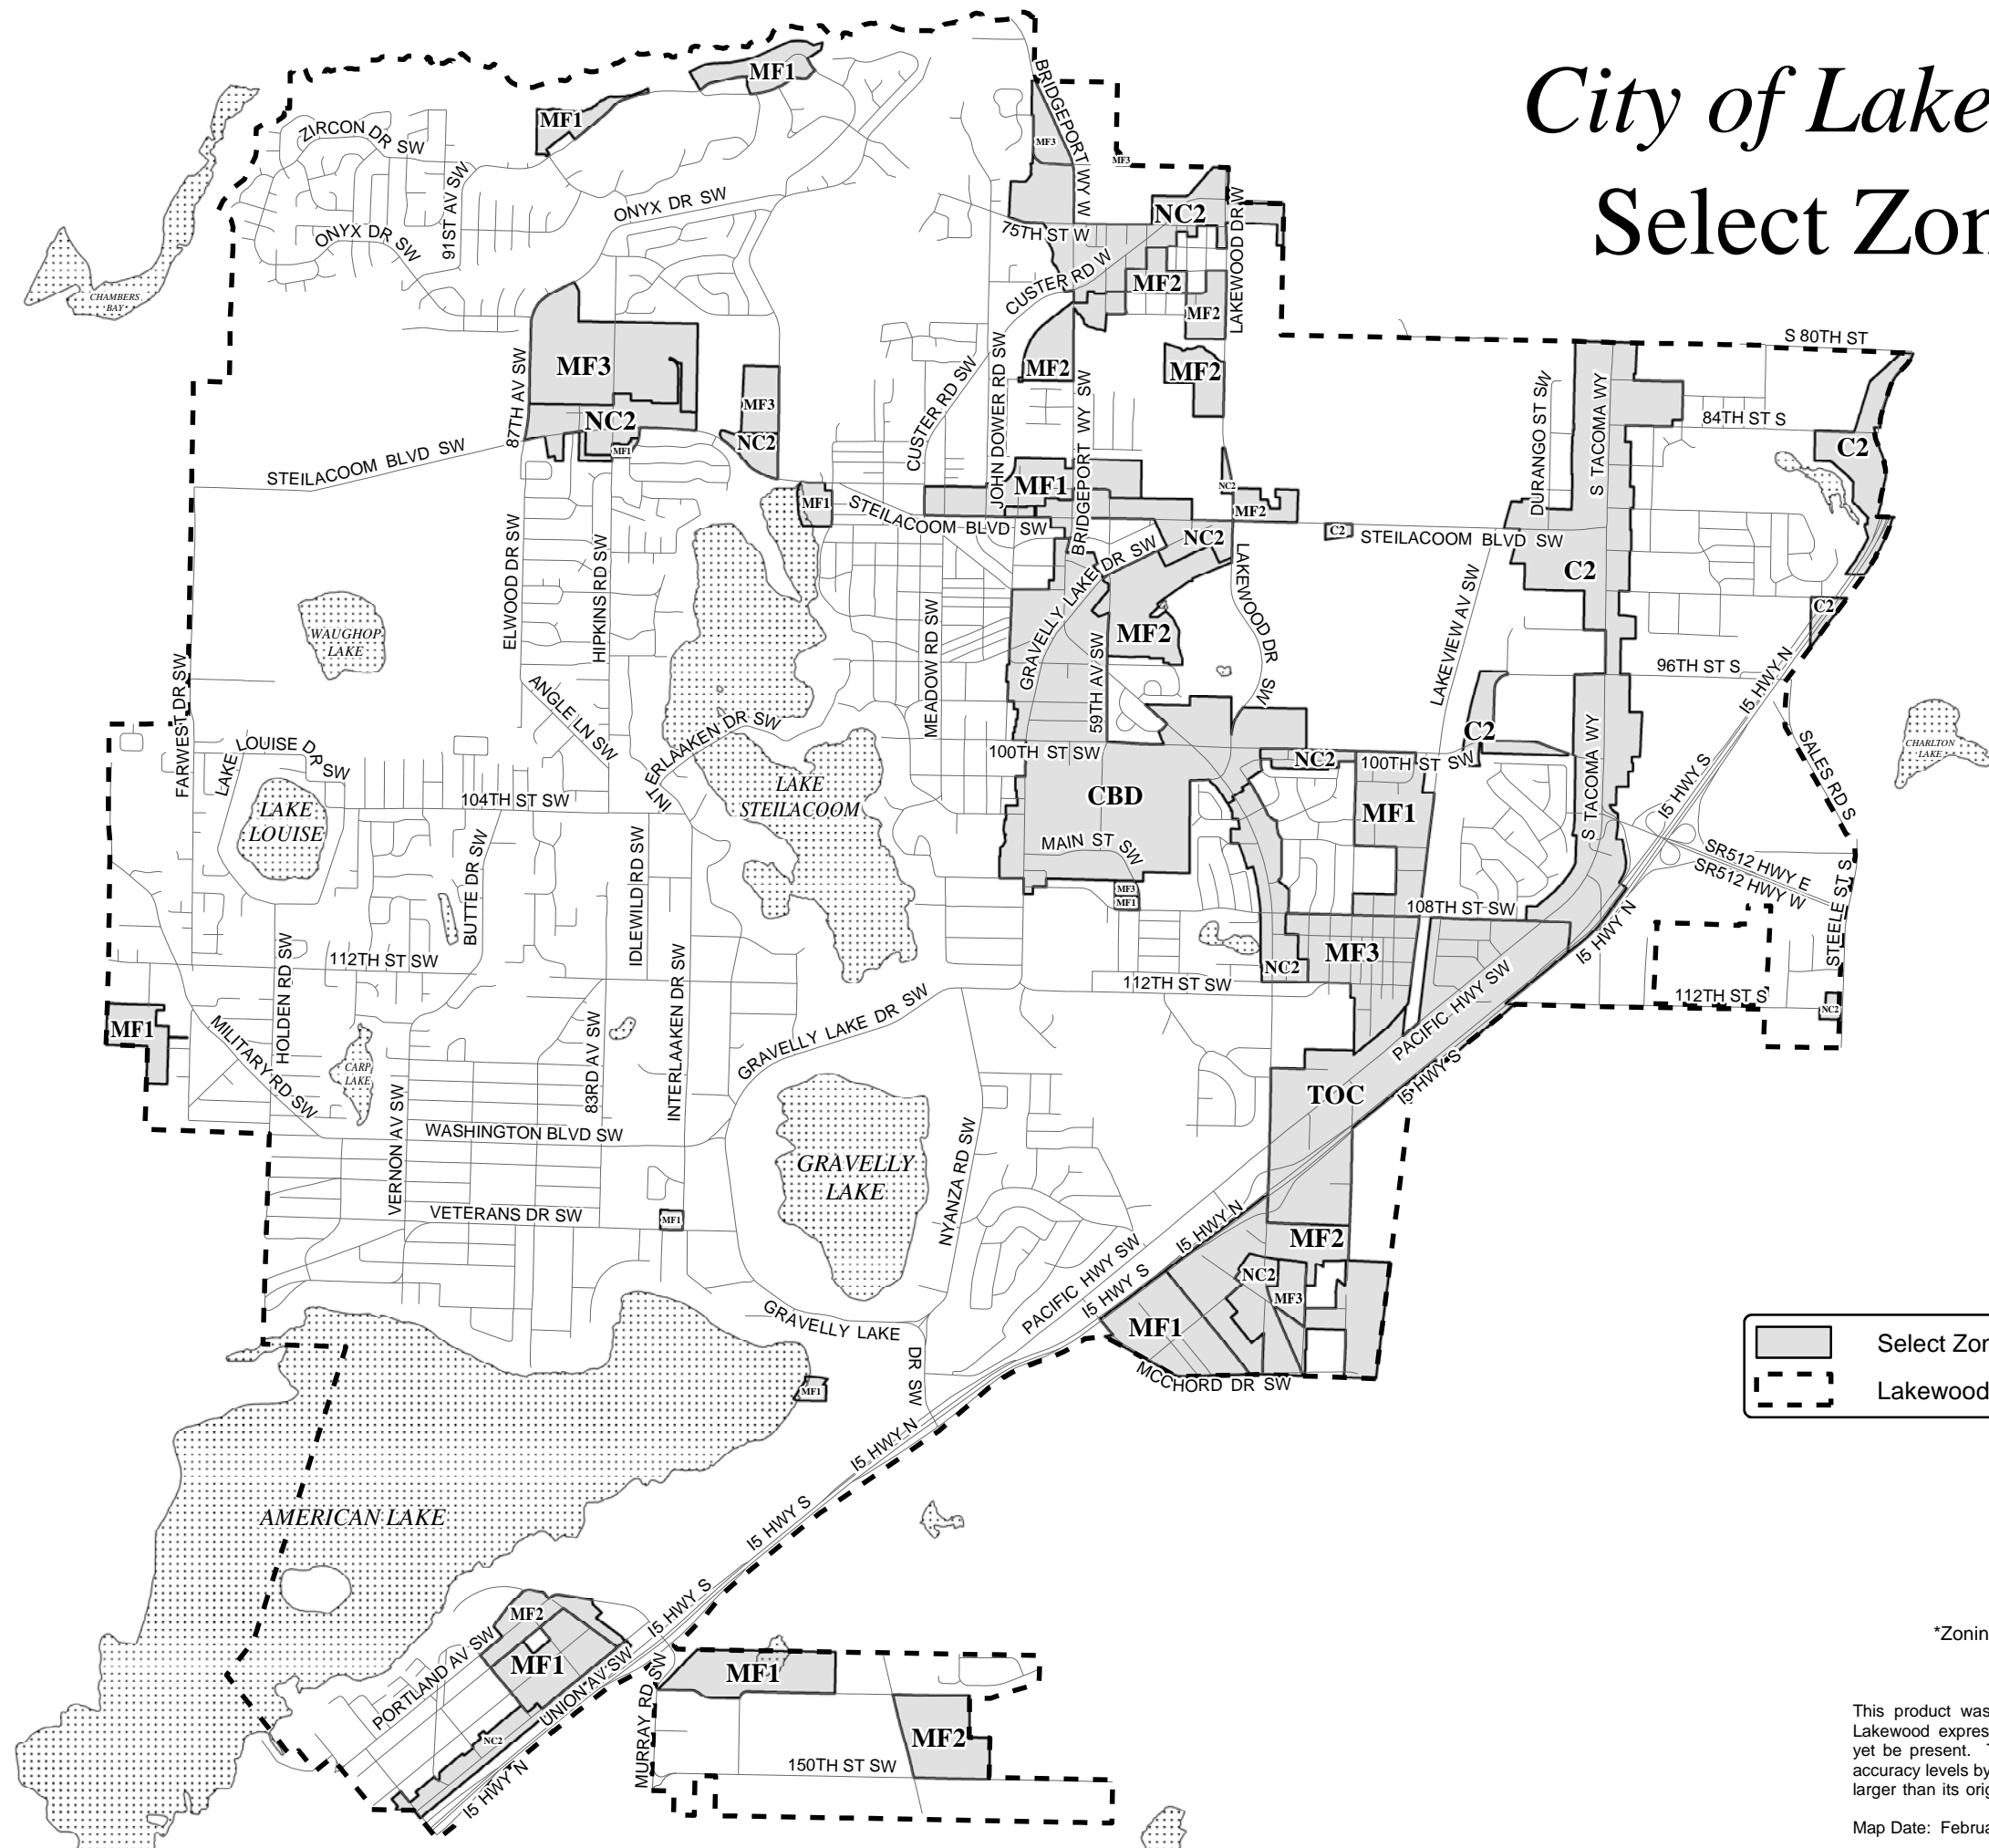 City of Lake
Select Zon
BRIDGEPORT WY W
MF1
MF1
ZIRCON DR SW
MF3
MF3
91ST AV SW
ONYX DR SW
ONYX DR SW
NC2
LAKEWOOD DR W
75TH ST W
CUSTER RD W
MF2
MF2
CHAMBERS
BAY
S 80TH ST
87TH AV SW
MF3
MF3
NC2
NC2
MF1
STEILACOOM BLVD SW
CUSTER RD SW
JOHN DOWER RD SW
MF2
MF2
BRIDGEPORT WY SW
DURANGO ST SW
S TACOMA WY
84TH ST S
C2
MF1
MF1
NC2
MF2
STEILACOOM BLVD SW
NC2
C2
STEILACOOM BLVD SW
C2
C2
ELWOOD DR SW
HIPKINS RD SW
WAUGHOP
LAKE
MEADOW RD SW
GRAVELLY LAKE DR SW
MF2
59TH AV SW
LAKEWOOD DR SW
LAKEVIEW AV SW
96TH ST S
I5 HWY N
FARWEST DR SW
ANGLE LN SW
INTERLAAKEN DR SW
LAKE LOUISE DR SW
LAKE
LOUISE
104TH ST SW
LAKE
STEILACOOM
100TH ST SW
CBD
MAIN ST SW
MF3
MF1
NC2
100TH ST SW
C2
MF1
S TACOMA WY
I5 HWY S
SALES RD S
CHARLTON
LAKE
SR512 HWY E
SR512 HWY W
STEELE ST S
BUTTE DR SW
IDLEWILD RD SW
108TH ST SW
MF3
NC2
I5 HWY N
112TH ST SW
HOLDEN RD SW
INTERLAAKEN DR SW
GRAVELLY LAKE DR SW
112TH ST SW
PACIFIC HWY SW
112TH ST S
NC2
MF1
MILITARY RD SW
CARP
LAKE
VERNON AV SW
83RD AV SW
TOC
I5 HWY S
WASHINGTON BLVD SW
GRAVELLY
LAKE
NYANZA RD SW
VETERANS DR SW
MF1
I5 HWY N
MF2
NC2
MF3
PACIFIC HWY SW
I5 HWY S
MF1
MCCHORD DR SW
GRAVELLY LAKE DR SW
MF1
Select Zon
Lakewood
I5 HWY N
AMERICAN LAKE
I5 HWY S
I5 HWY S
MF2
MF1
PORTLAND AV SW
UNION AV SW
NC2
I5 HWY N
MURRAY RD SW
MF1
MF2
150TH ST SW
*Zonin
This product was
Lakewood expres
yet be present. T
accuracy levels by
larger than its orig
Map Date: Februa